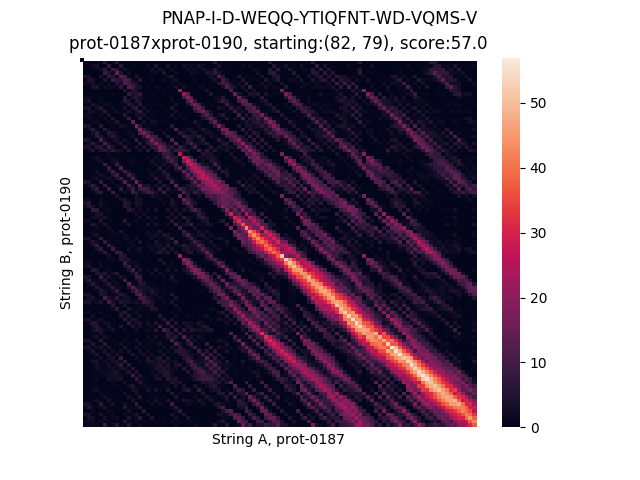 PNAP-I-D-WEQQ-YTIQFNT-WD-VQMS-V
prot-0187xprot-0190, starting:(82, 79), score:57.0
50
40
30
20
10
0
String B, prot-0190
String A, prot-0187